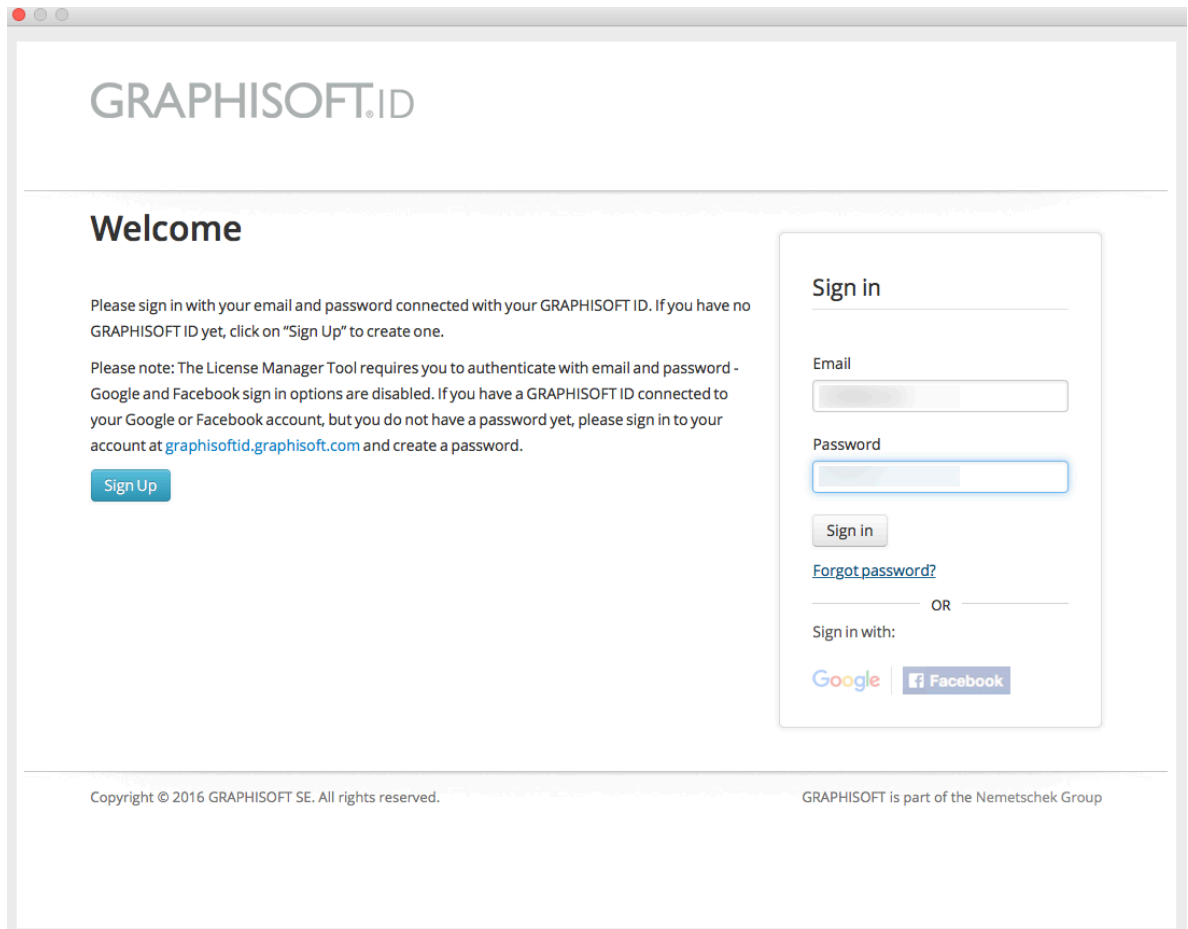 GRAPHISOFT®.ID
Welcome
Please sign in with your email and password connected with your GRAPHISOFT ID. If you have no
GRAPHISOFT ID yet, click on “Sign Up” to create one.
Please note: The License Manager Tool requires you to authenticate with email and password -
Google and Facebook sign in options are disabled. If you have a GRAPHISOFT ID connected to
your Google or Facebook account, but you do not have a password yet, please sign in to your
account at graphisoftid.graphisoft.com and create a password.
Sign Up
Sign in
Email
Password
Sign in
Forgot password?
OR
Sign in with:
Google
Facebook
Copyright © 2016 GRAPHISOFT SE. All rights reserved.
GRAPHISOFT is part of the Nemetschek Group